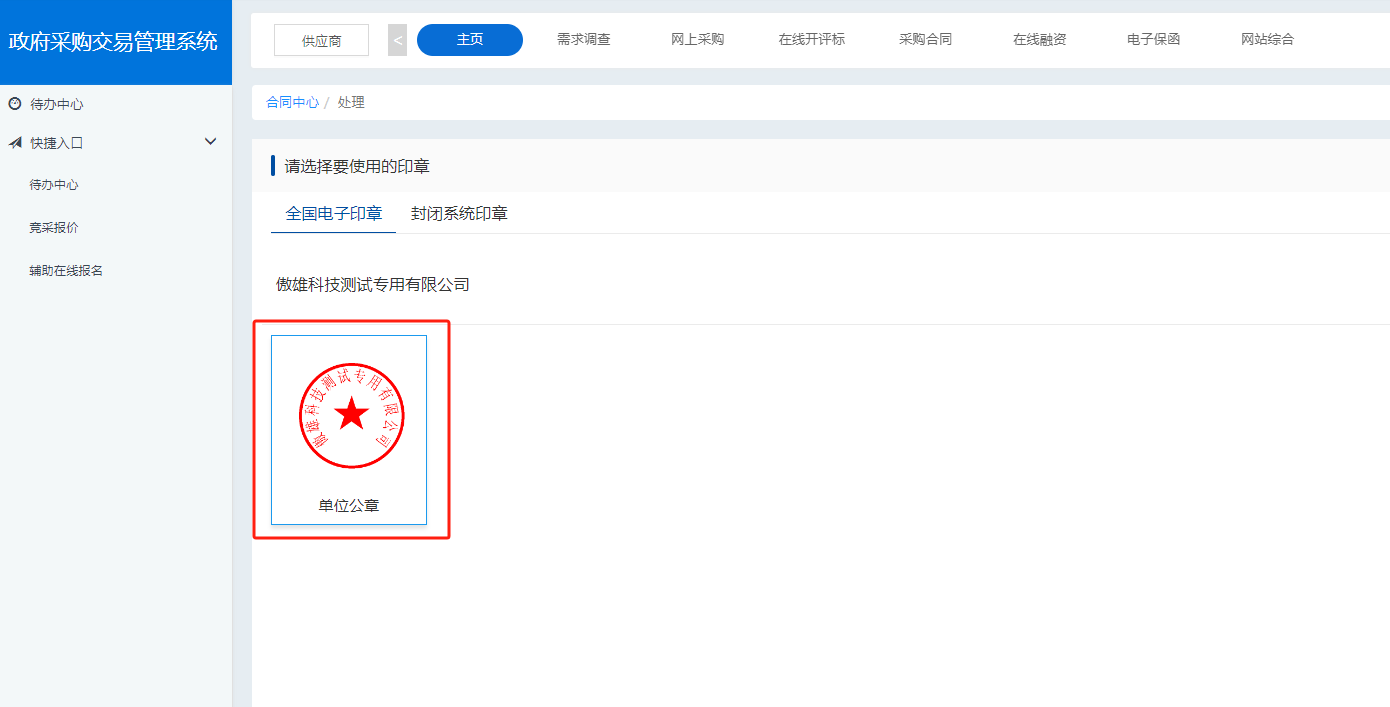 政府采购交易管理系统
供应商 < 主页 需求调查 网上采购 在线开评标 采购合同 在线融资 电子保函 网站综合
待办中心
快捷入口
待办中心
竞采报价
辅助在线报名
合同中心 / 处理
请选择要使用的印章
全国电子印章 封闭系统印章
傲雄科技测试专用有限公司
傲雄科技测试专用有限公司
单位公章